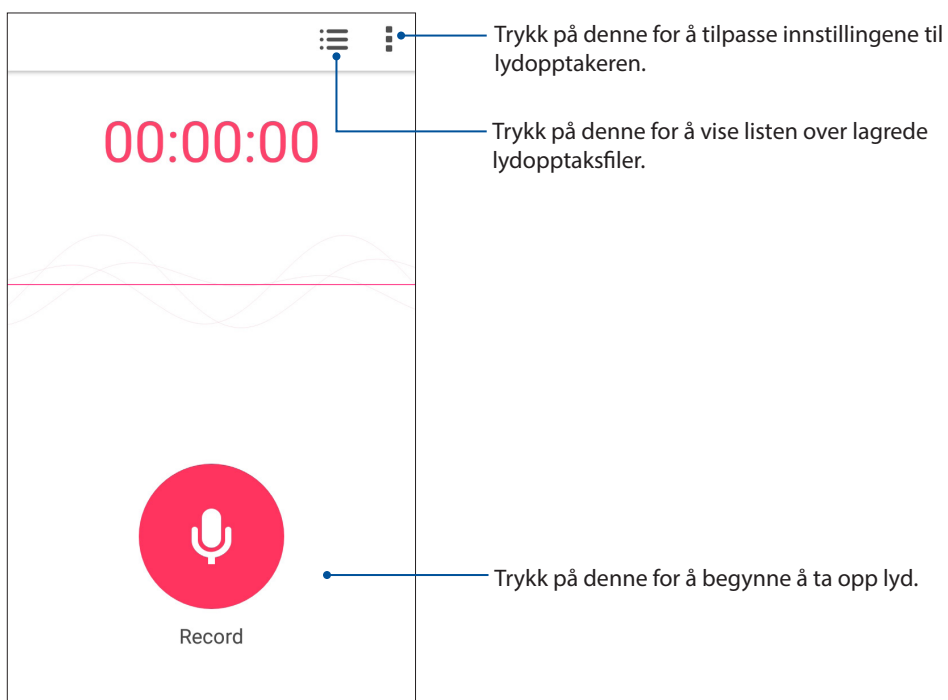 Trykk på denne for å tilpasse innstillingene til
lydopptakeren.
Trykk på denne for å vise listen over lagrede
lydopptaksfiler.
00:00:00
Trykk på denne for å begynne å ta opp lyd.
Record